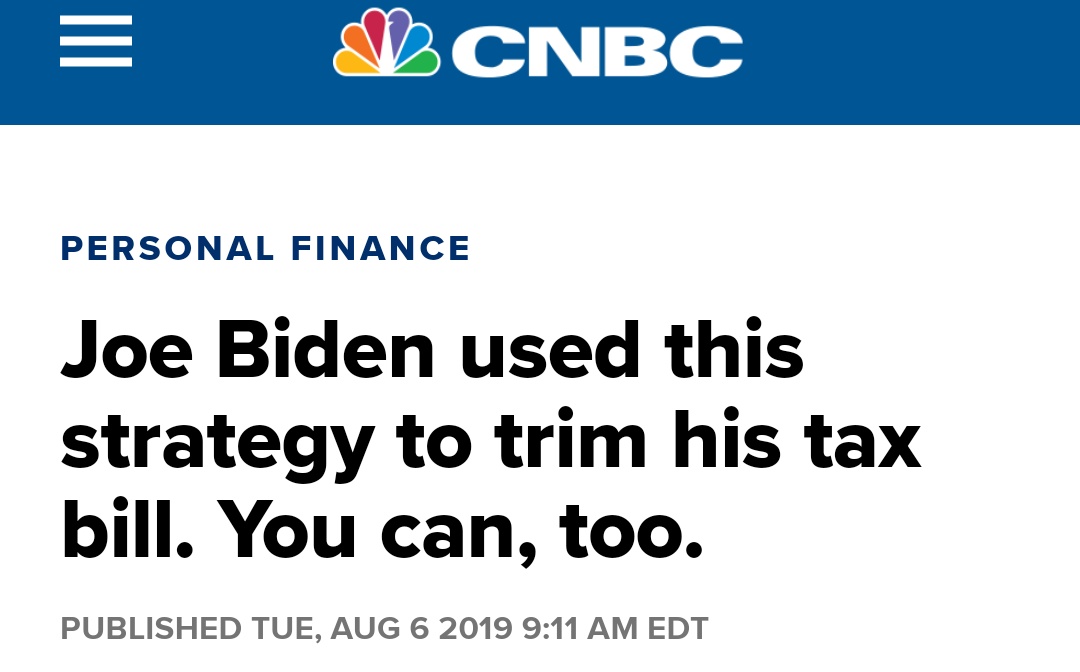 CNBC
PERSONAL FINANCE
Joe Biden used this
strategy to trim his tax
bill. You can, too.
PUBLISHED TUE, AUG 6 2019 9:11 AM EDT